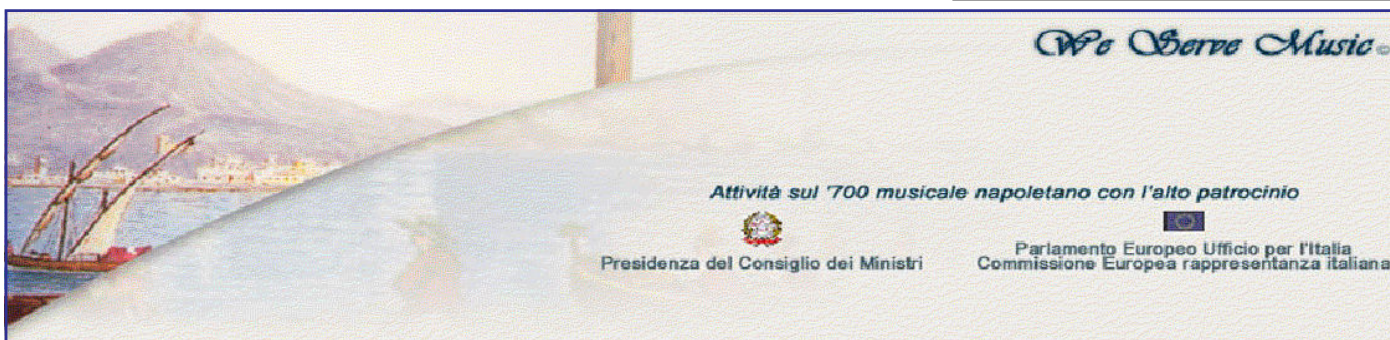 We Serve Music ©
Attività sul '700 musicale napoletano con l'alto patrocinio
Presidenza del Consiglio dei Ministri
Parlamento Europeo Ufficio per l'Italia
Commissione Europea rappresentanza italiana